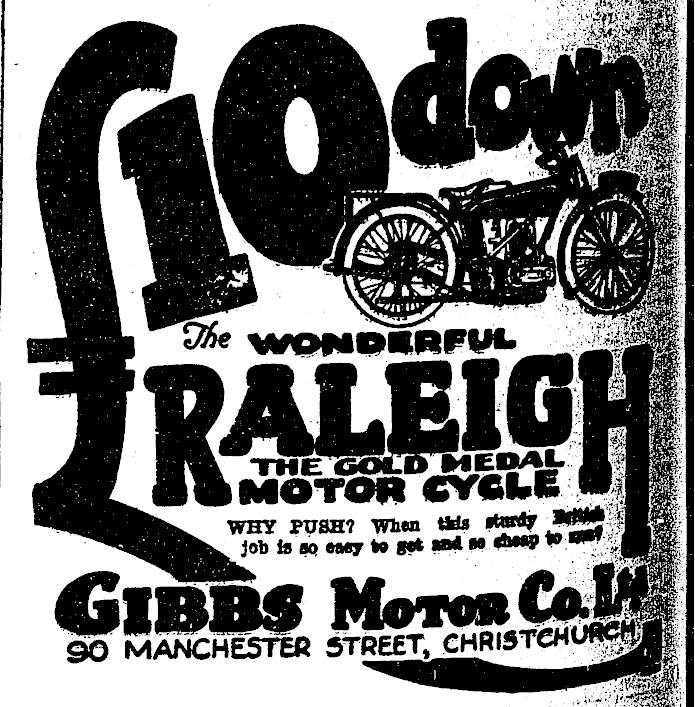 £10 down
The WONDERFUL
RALEIGH
THE GOLD MEDAL
MOTOR CYCLE
WHY PUSH? When this sturdy British
job is so easy to get and so cheap to run!
GIBBS MOTOR CO. Ltd.
90 MANCHESTER STREET, CHRISTCHURCH